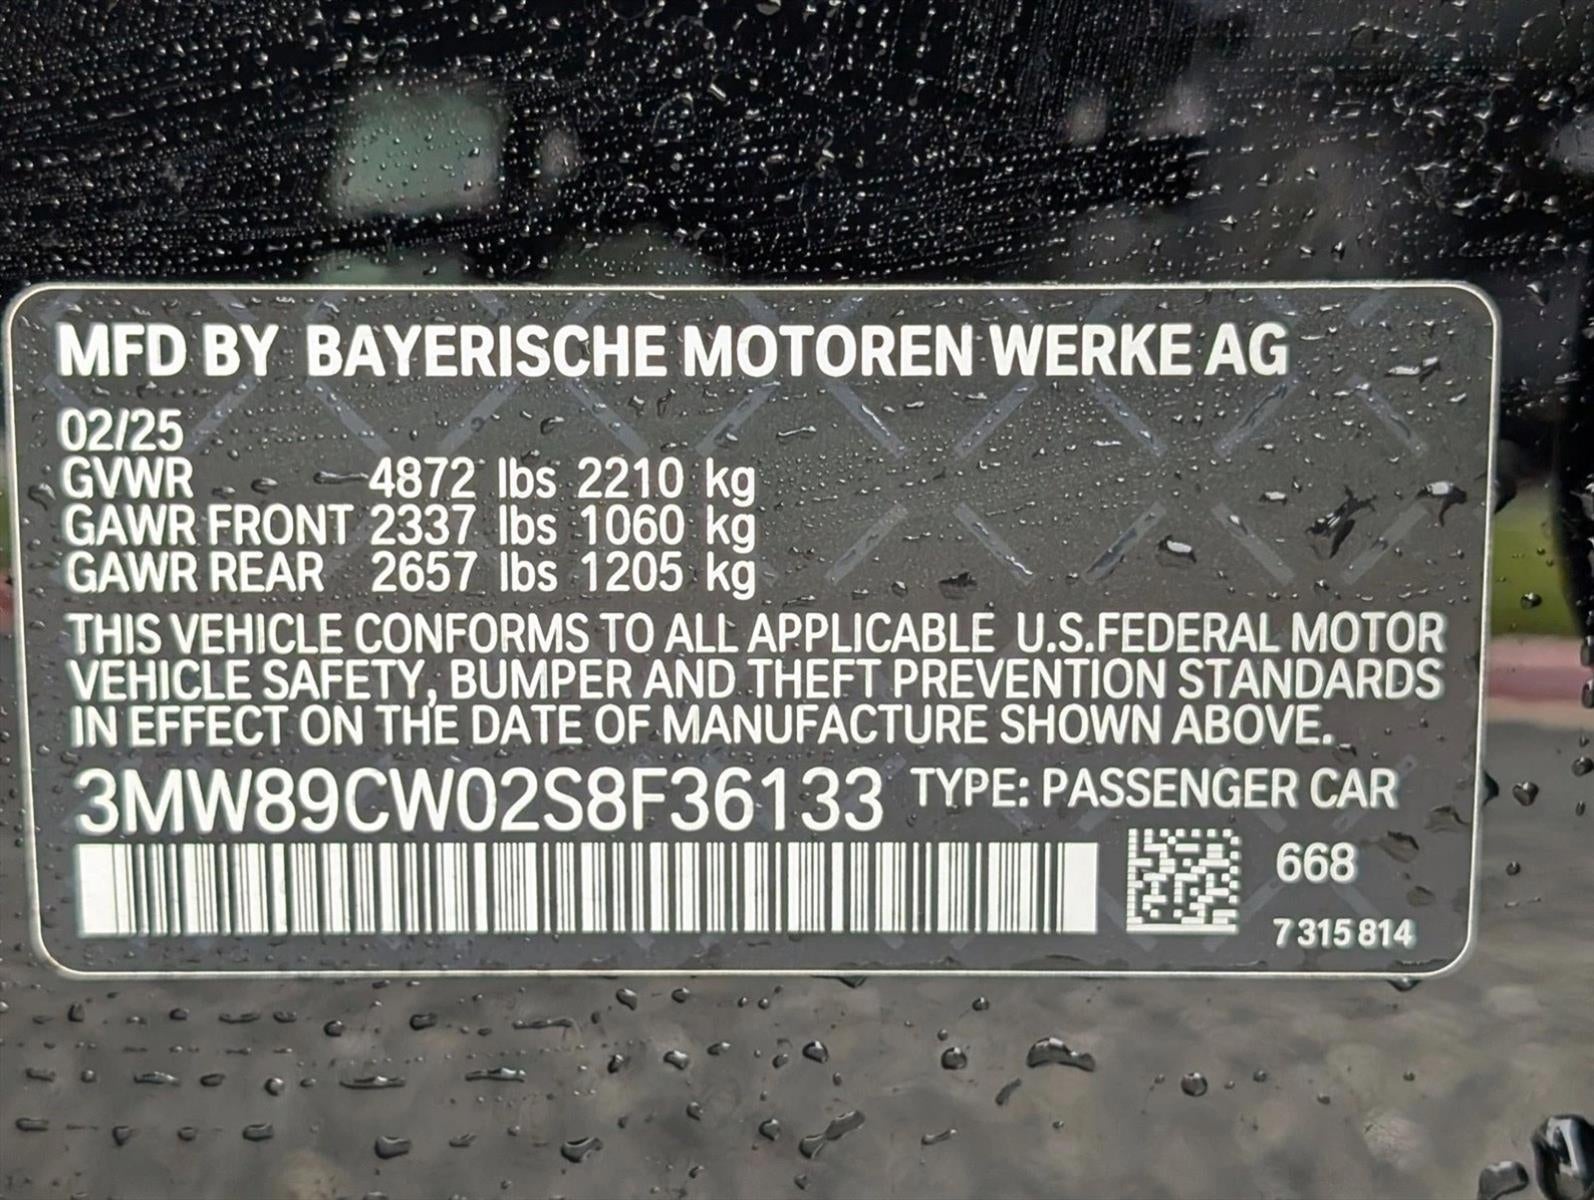 MFD BY BAYERISCHE MOTOREN WERKE AG
02/25
GVWR 4872 lbs 2210 kg
GAWR FRONT 2337 lbs 1060 kg
GAWR REAR 2657 lbs 1205 kg
THIS VEHICLE CONFORMS TO ALL APPLICABLE U.S.FEDERAL MOTOR
VEHICLE SAFETY, BUMPER AND THEFT PREVENTION STANDARDS
IN EFFECT ON THE DATE OF MANUFACTURE SHOWN ABOVE.
3MW89CW02S8F36133 TYPE: PASSENGER CAR
668
7 315 814